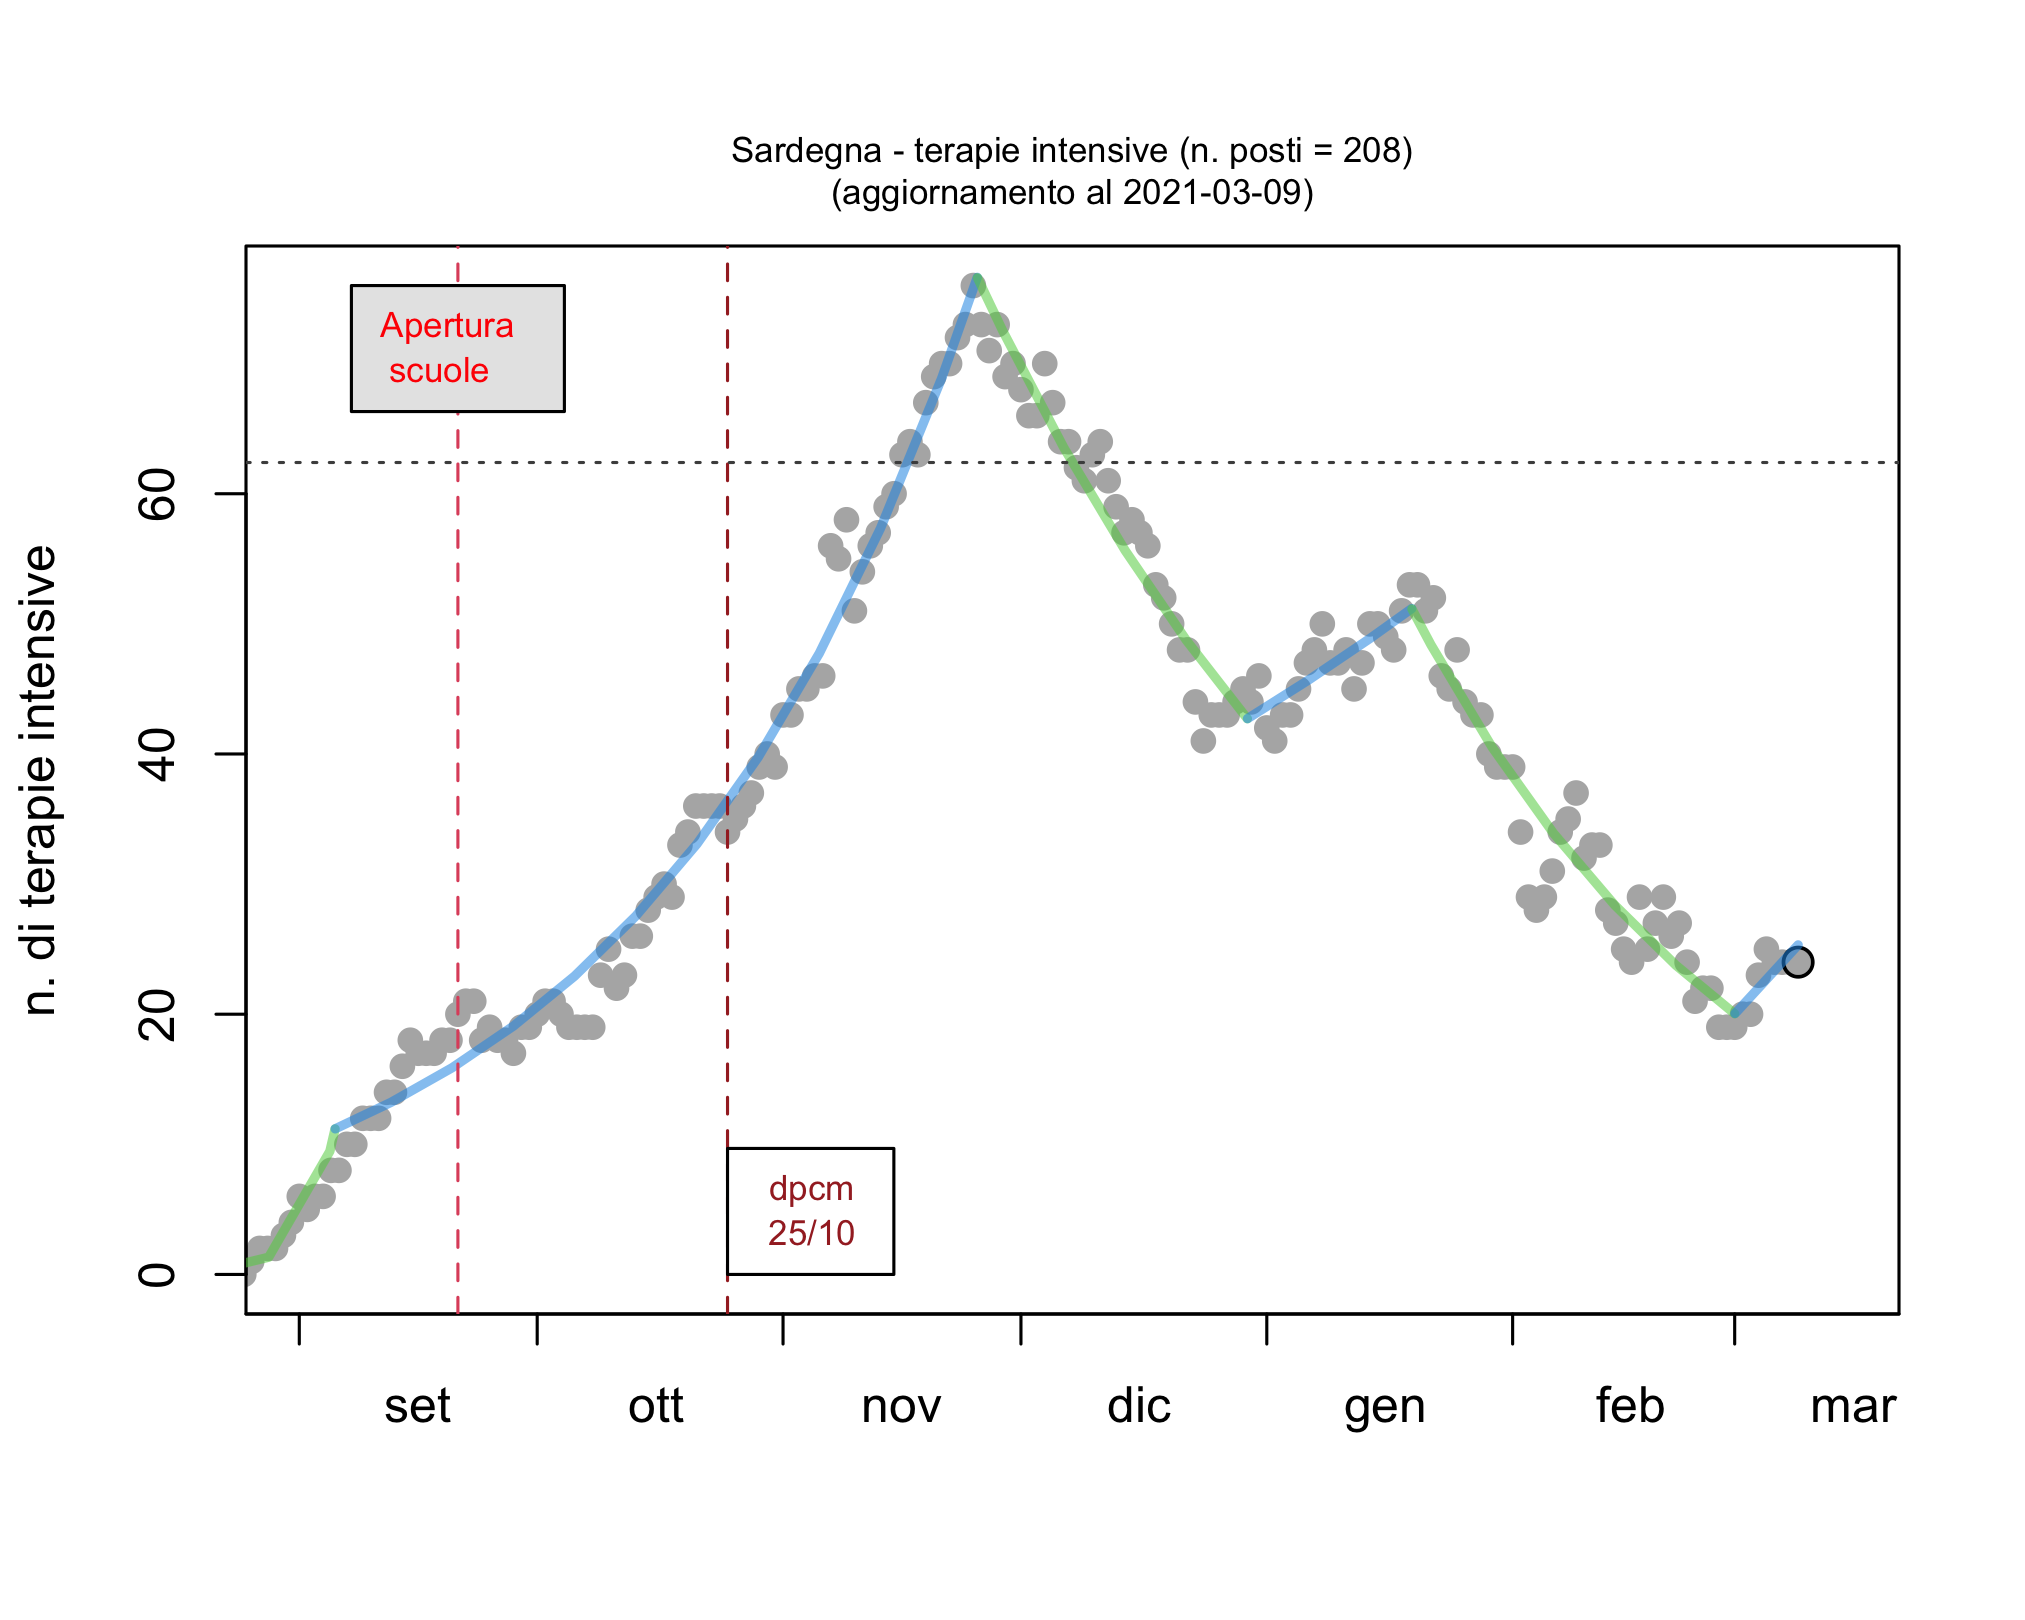 Sardegna - terapie intensive (n. posti = 208)
(aggiornamento al 2021-03-09)
Apertura
scuole
n. di terapie intensive
60
40
20
0
dpcm
25/10
set ott nov dic gen feb mar